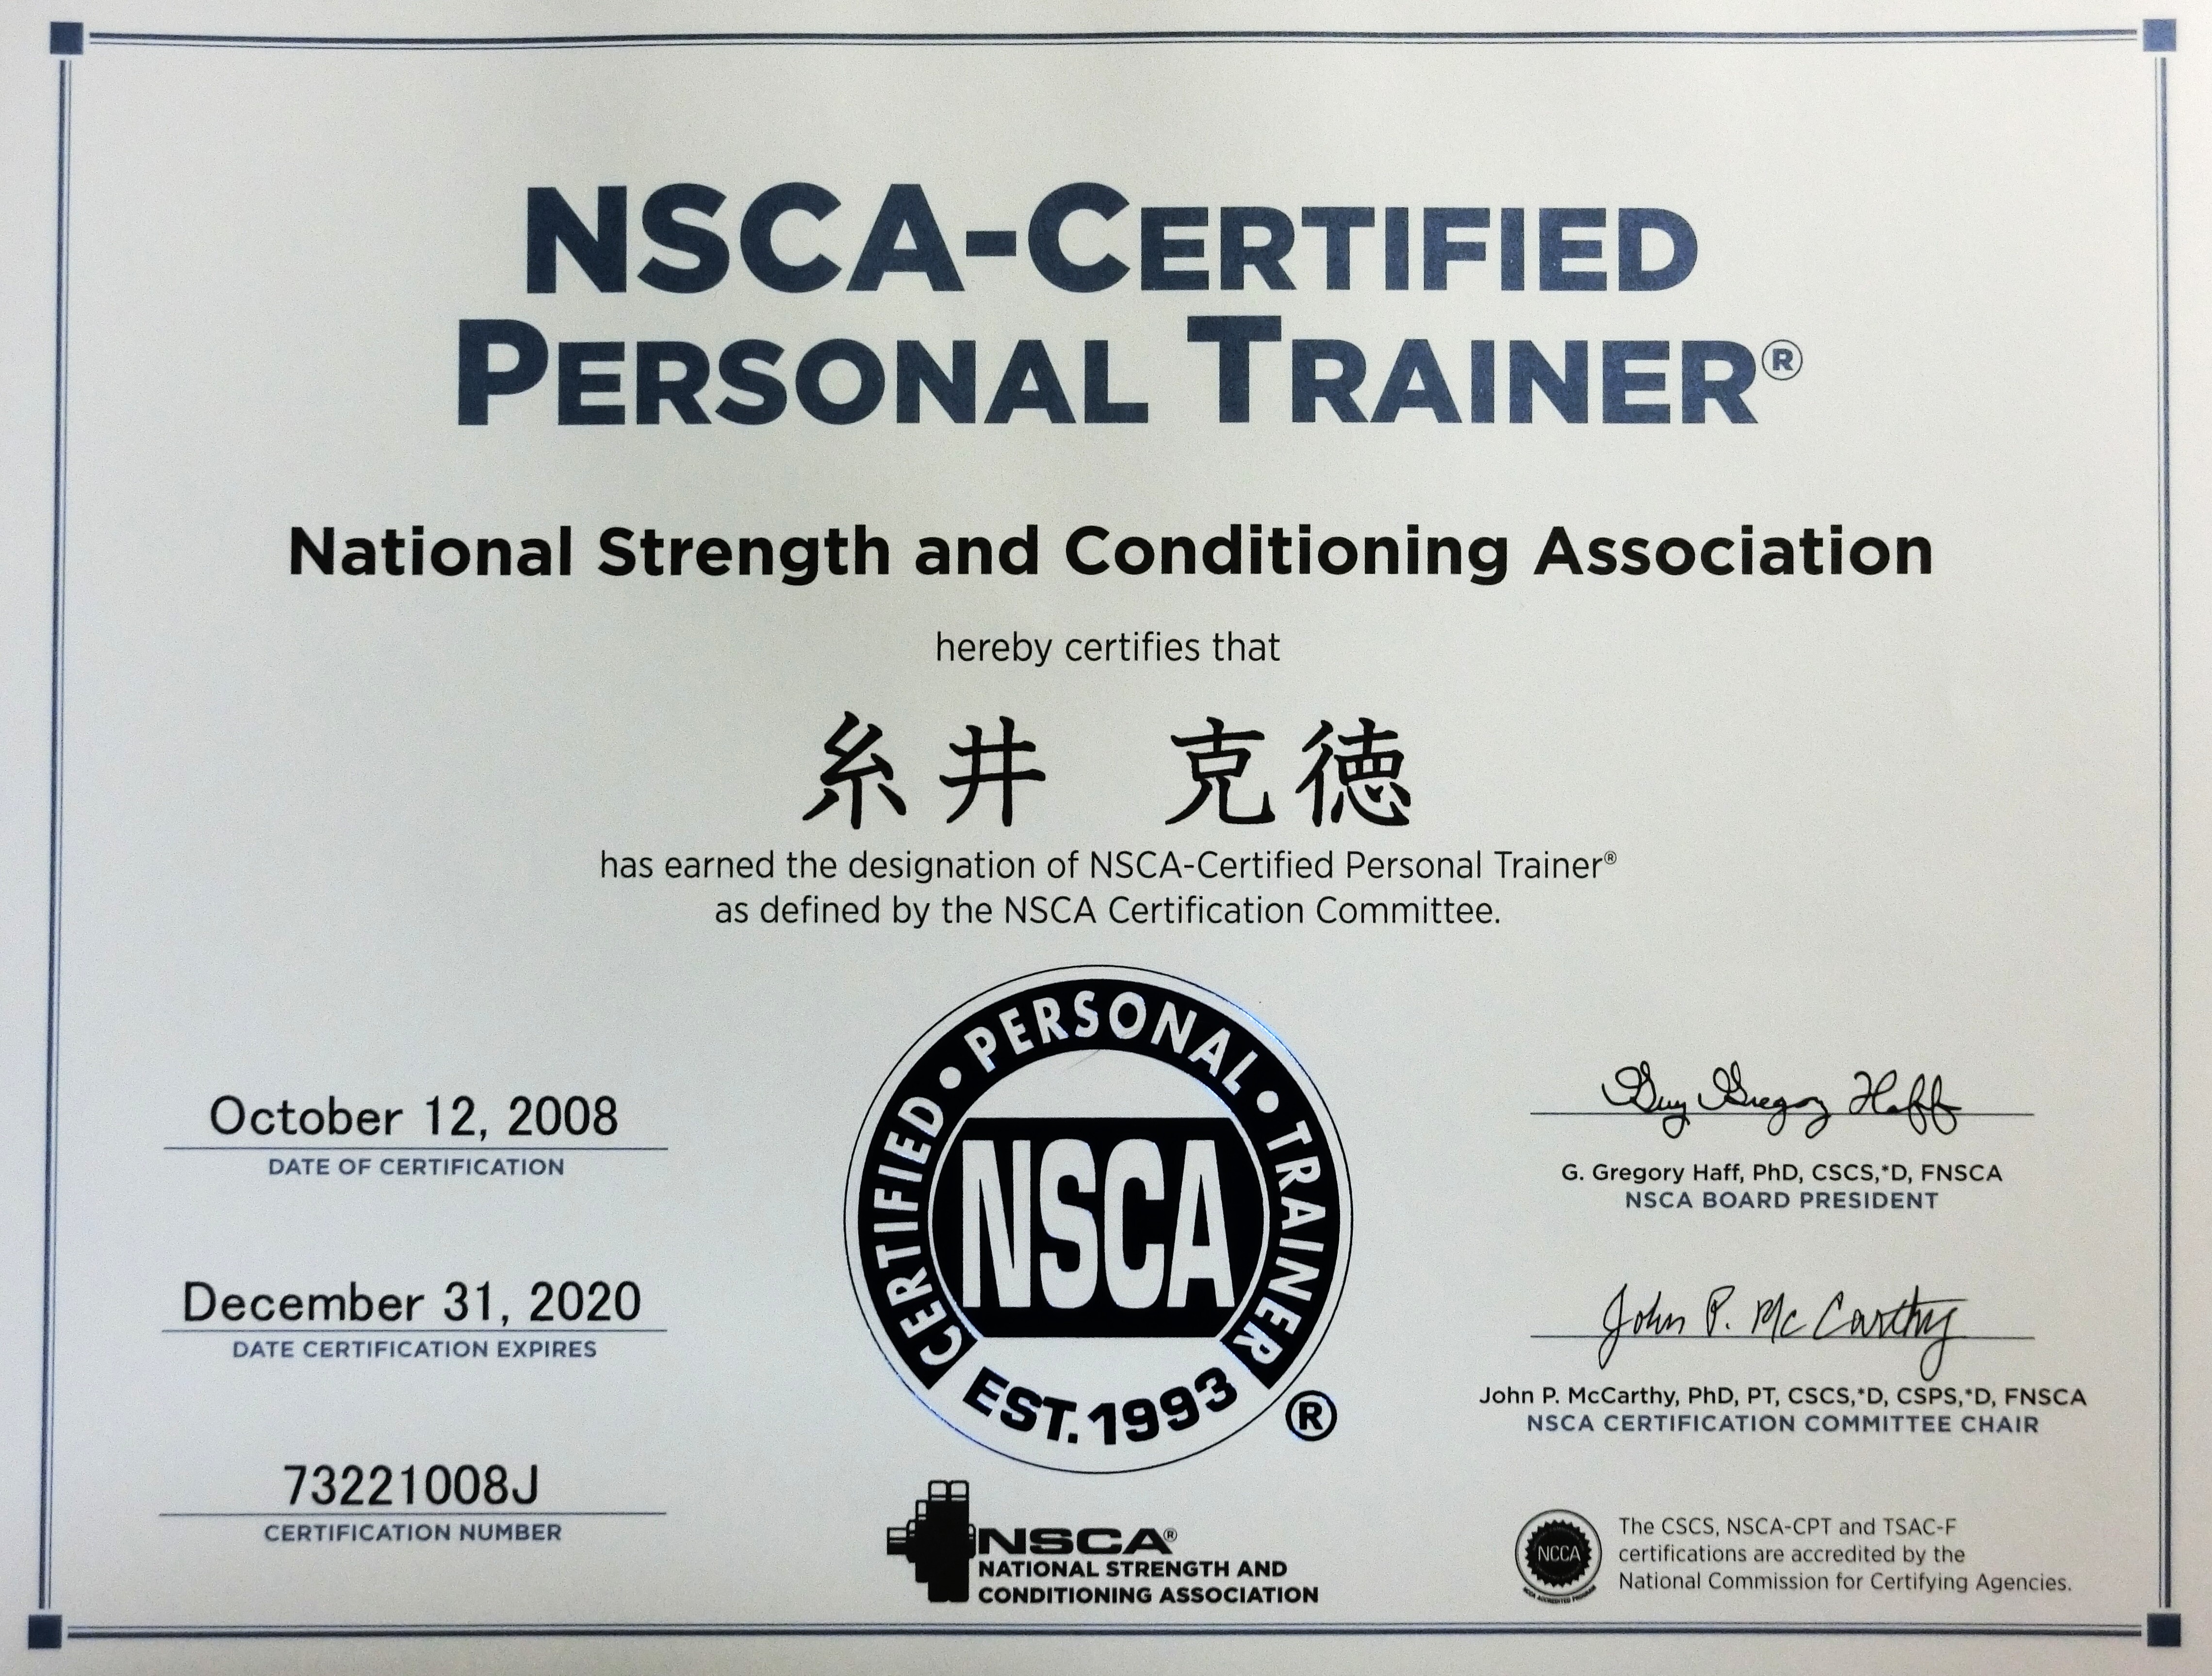 NSCA-CERTIFIED
PERSONAL TRAINER®
National Strength and Conditioning Association
hereby certifies that
糸井 克徳
has earned the designation of NSCA-Certified Personal Trainer®
as defined by the NSCA Certification Committee.
October 12, 2008
DATE OF CERTIFICATION
December 31, 2020
DATE CERTIFICATION EXPIRES
73221008J
CERTIFICATION NUMBER
CERTIFIED • PERSONAL • TRAINER
NSCA
EST. 1993
®
NSCA®
NATIONAL STRENGTH AND
CONDITIONING ASSOCIATION
Guy Gregory Haff
G. Gregory Haff, PhD, CSCS,*D, FNSCA
NSCA BOARD PRESIDENT
John P. McCarthy
John P. McCarthy, PhD, PT, CSCS,*D, CSPS,*D, FNSCA
NSCA CERTIFICATION COMMITTEE CHAIR
NCCA
NCCA ACCREDITED PROGRAM
The CSCS, NSCA-CPT and TSAC-F
certifications are accredited by the
National Commission for Certifying Agencies.